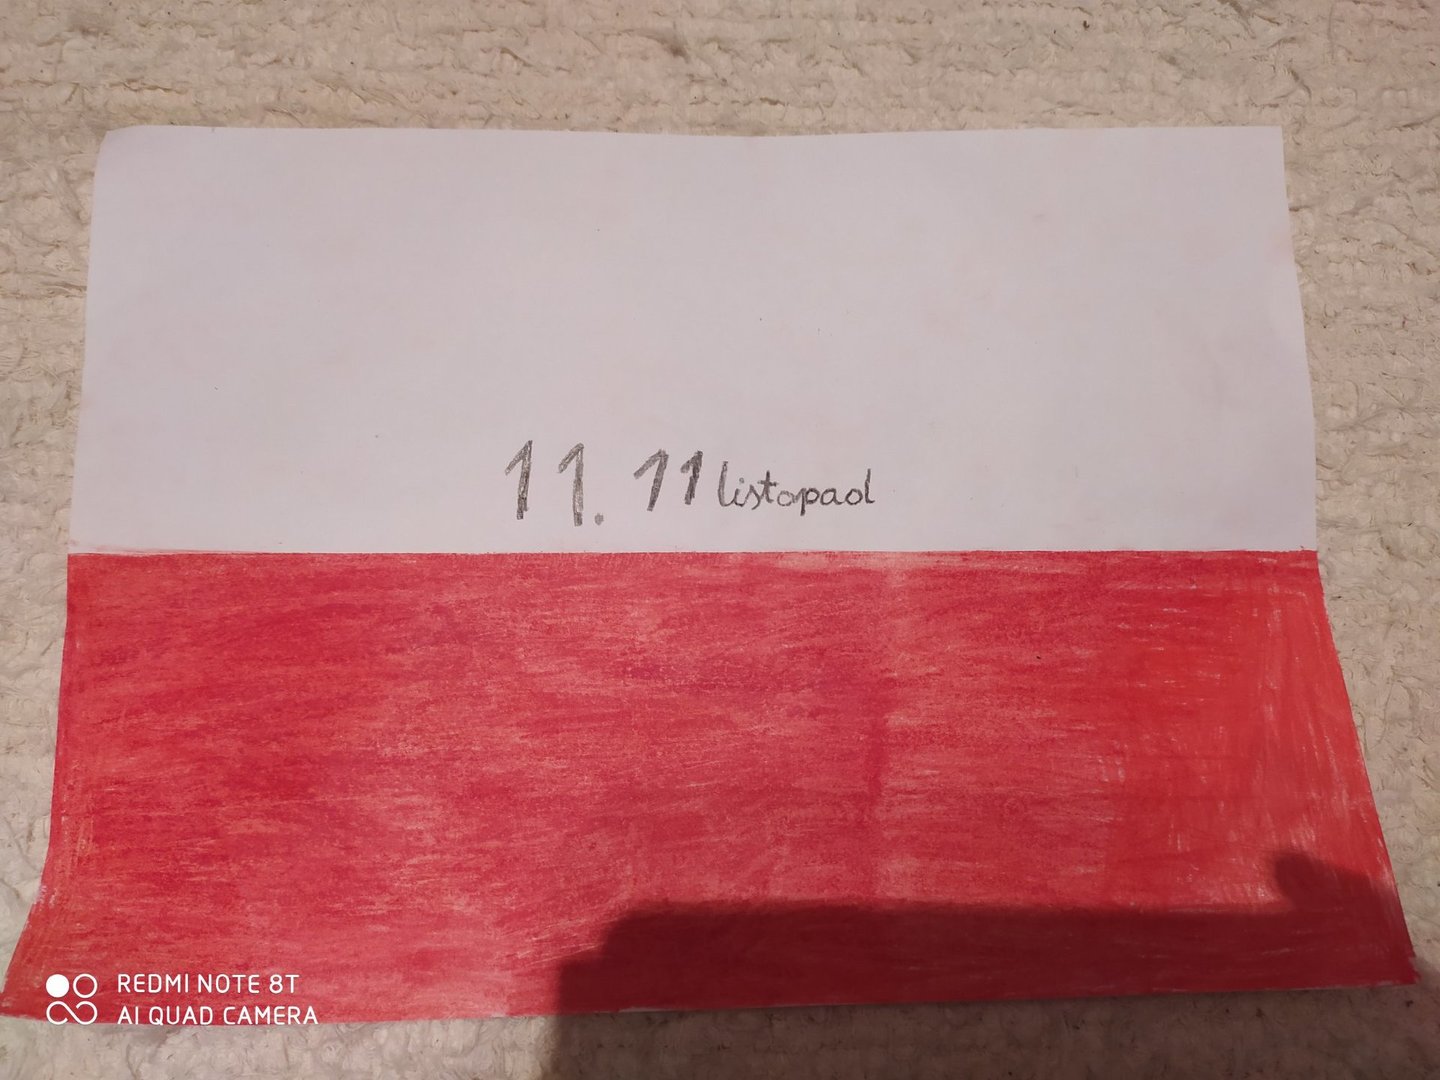 11. 11 listopad
REDMI NOTE 8T
AI QUAD CAMERA